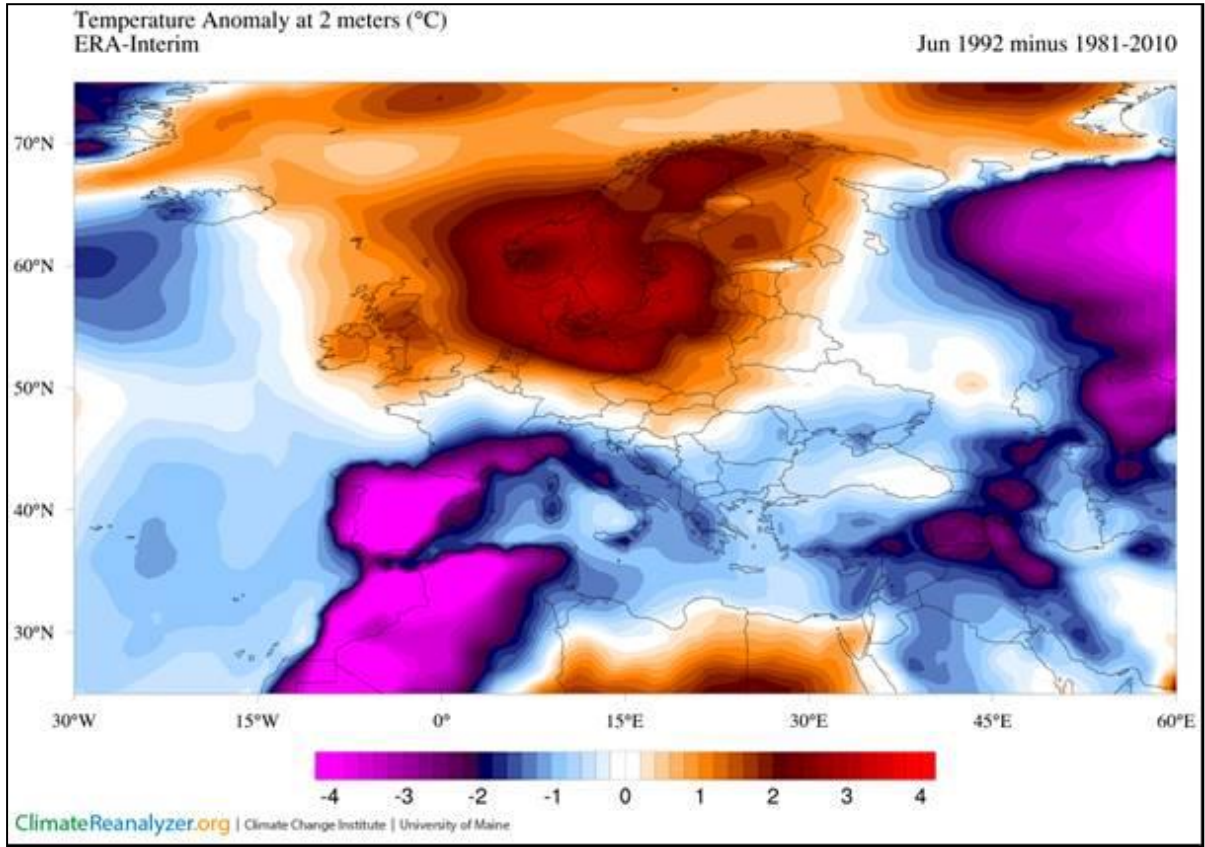 Temperature Anomaly at 2 meters (°C)
ERA-Interim
Jun 1992 minus 1981-2010
70°N
60°N
50°N
40°N
30°N
30°W 15°W 0° 15°E 30°E 45°E 60°E
-4 -3 -2 -1 0 1 2 3 4
ClimateReanalyzer.org | Climate Change Institute | University of Maine